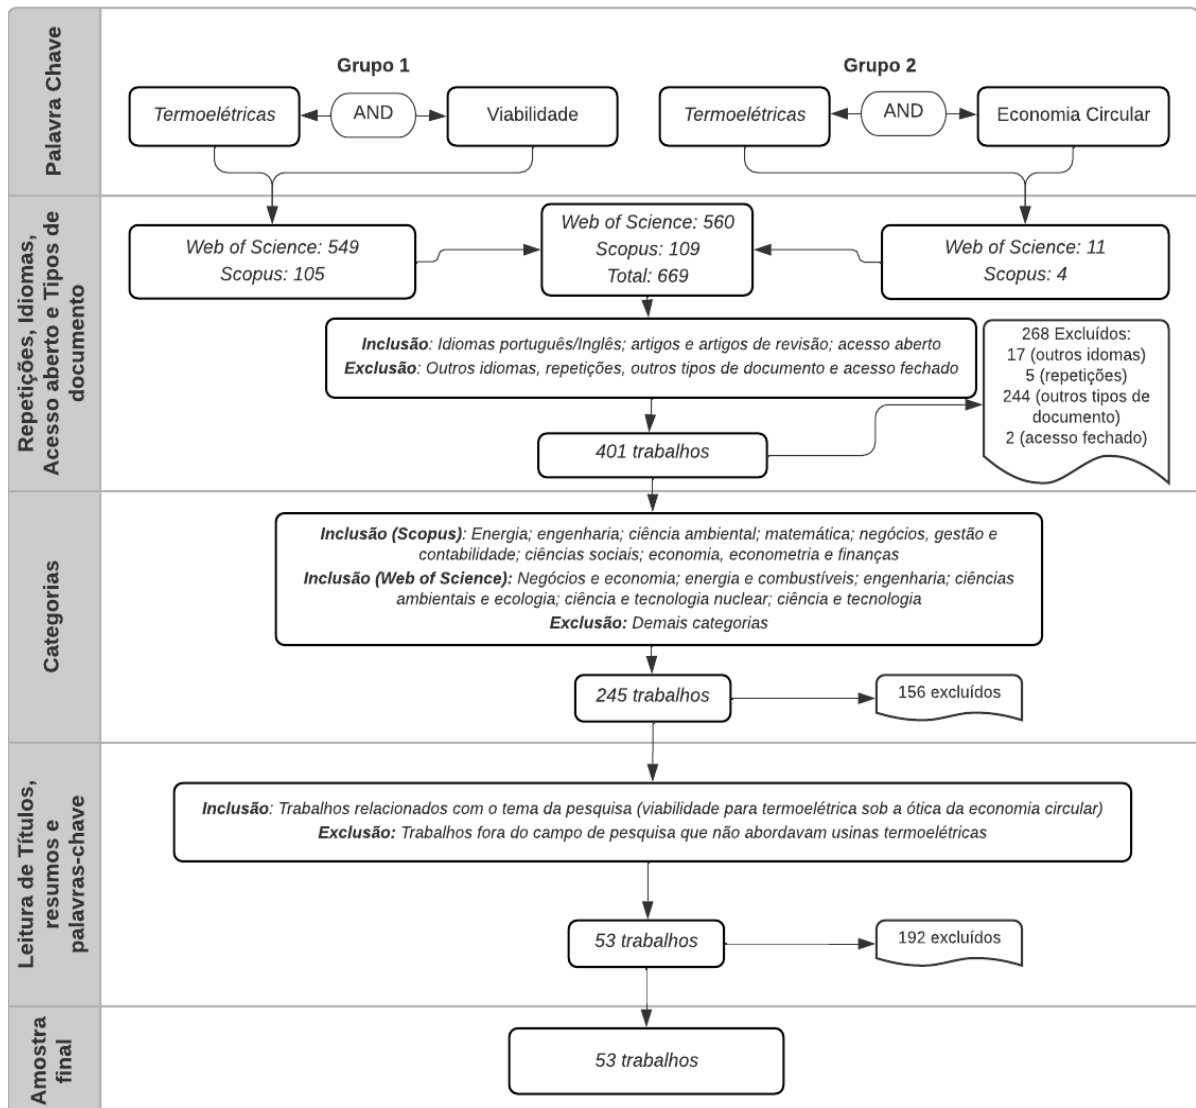 Palavra Chave
Grupo 1
Grupo 2
Termoelétricas
AND
Viabilidade
Termoelétricas
AND
Economia Circular
Repetições, Idiomas,
Acesso aberto e Tipos de
documento
Web of Science: 549
Scopus: 105
Web of Science: 560
Scopus: 109
Total: 669
Web of Science: 11
Scopus: 4
Inclusão: Idiomas português/Inglês; artigos e artigos de revisão; acesso aberto
Exclusão: Outros idiomas, repetições, outros tipos de documento e acesso fechado
268 Excluídos:
17 (outros idomas)
5 (repetições)
244 (outros tipos de
documento)
2 (acesso fechado)
401 trabalhos
Categorias
Inclusão (Scopus): Energia; engenharia; ciência ambiental; matemática; negócios, gestão e
contabilidade; ciências sociais; economia, econometria e finanças
Inclusão (Web of Science): Negócios e economia; energia e combustíveis; engenharia; ciências
ambientais e ecologia; ciência e tecnologia nuclear; ciência e tecnologia
Exclusão: Demais categorias
245 trabalhos
156 excluídos
Leitura de Títulos,
resumos e
palavras-chave
Inclusão: Trabalhos relacionados com o tema da pesquisa (viabilidade para termoelétrica sob a ótica da economia circular)
Exclusão: Trabalhos fora do campo de pesquisa que não abordavam usinas termoelétricas
53 trabalhos
192 excluídos
Amostra
final
53 trabalhos